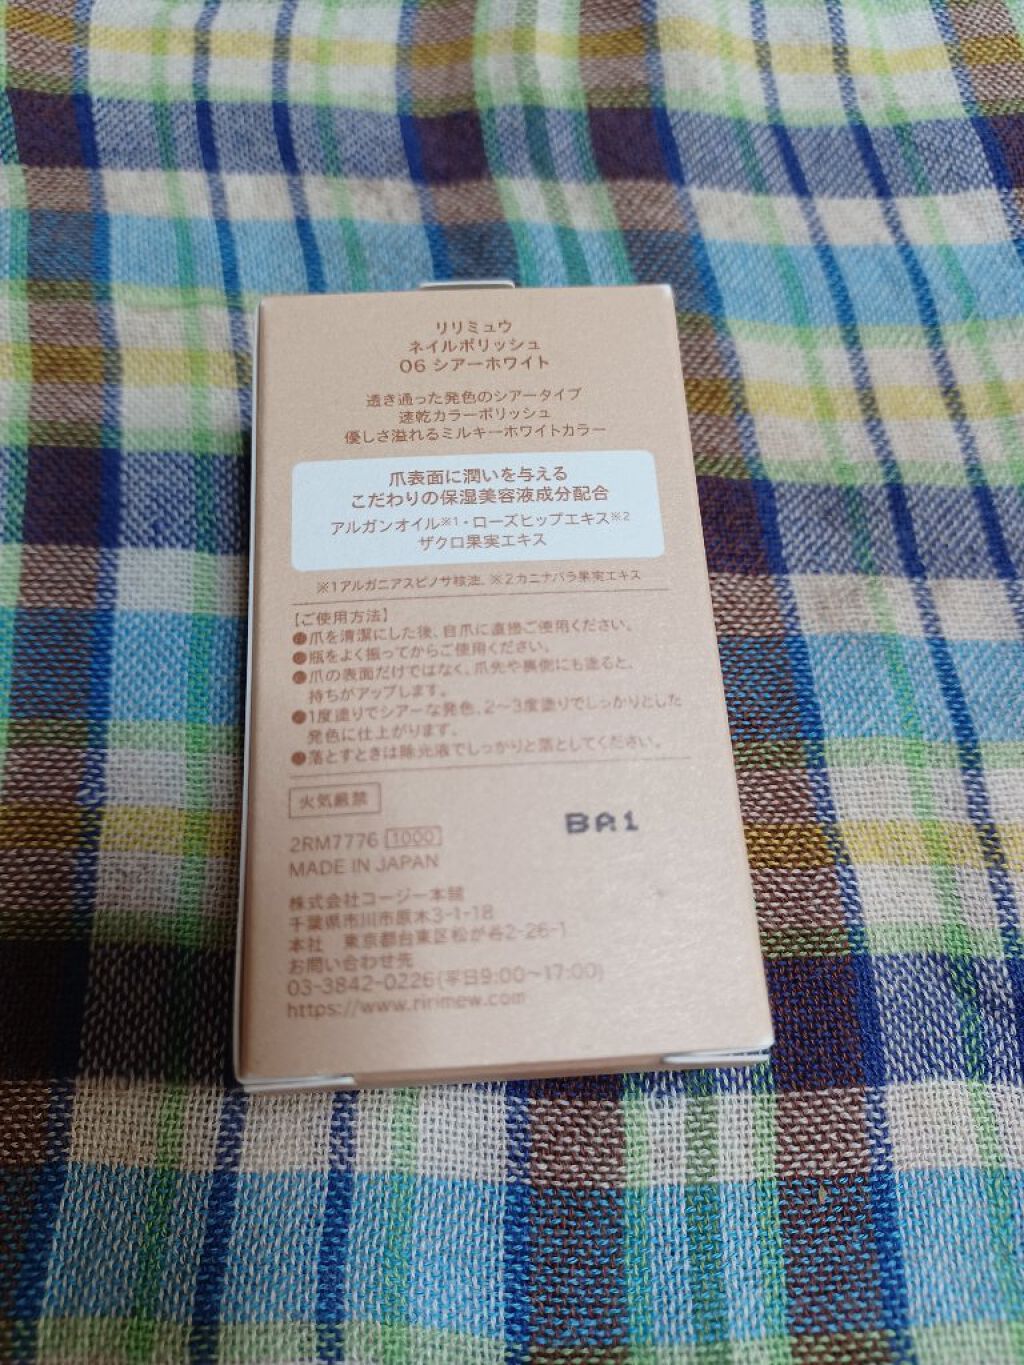 リリミュウ
ネイルポリッシュ
06 シアーホワイト
透き通った発色のシアータイプ
速乾カラーポリッシュ
優しさ溢れるミルキーホワイトカラー
爪表面に潤いを与える
こだわりの保湿美容液成分配合
アルガンオイル※1・ローズヒップエキス※2
ザクロ果実エキス
※1アルガニアスピノサ核油、※2カニナバラ果実エキス
【ご使用方法】
●爪を清潔にした後、自爪に直接ご使用ください。
●瓶をよく振ってからご使用ください。
●爪の表面だけではなく、爪先や裏側にも塗ると、
持ちがアップします。
●1度塗りでシアーな発色、2～3度塗りでしっかりとした
発色に仕上がります。
●落とすときは除光液でしっかりと落としてください。
火気厳禁
BA1
2RM7776 1000
MADE IN JAPAN
株式会社コージー本舗
千葉県市川市原木3-1-18
本社 東京都台東区松が谷2-26-1
お問い合わせ先
03-3842-0226(平日9:00～17:00)
https://www.ririmew.com